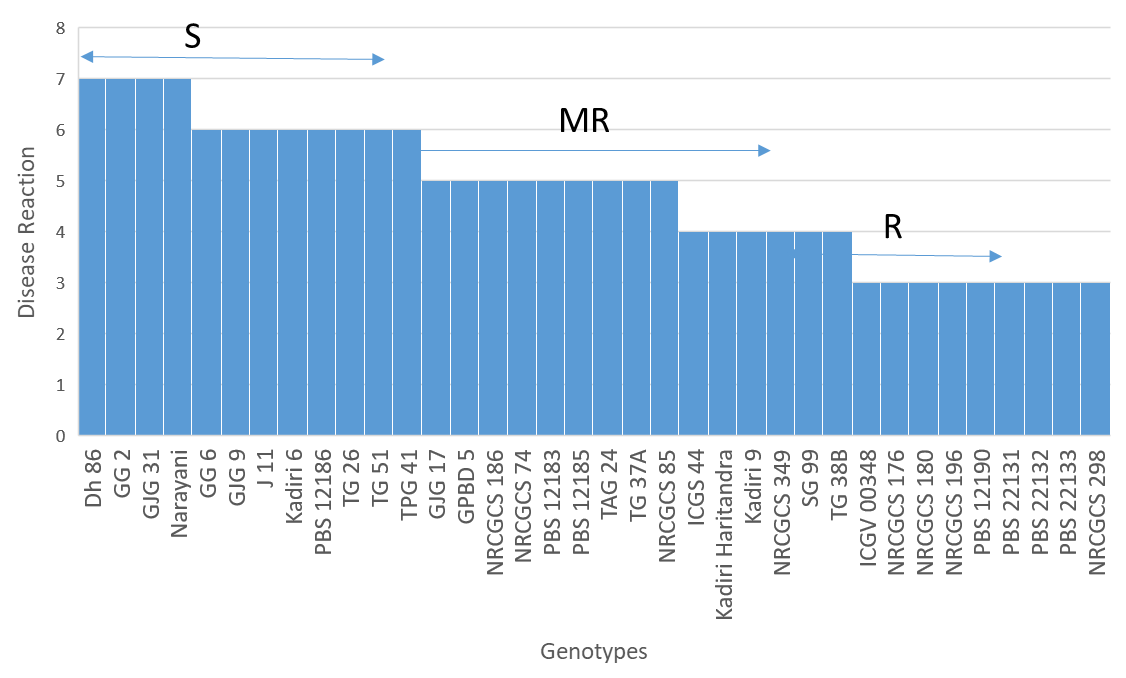 8
S
7
MR
6
5
R
4
3
2
1
0
Disease Reaction
Dh 86
GG 2
GJG 31
Narayani
GG 6
GJG 9
J 11
Kadiri 6
PBS 12186
TG 26
TG 51
TPG 41
GJG 17
GPBD 5
NRCGCS 186
NRCGCS 74
PBS 12183
PBS 12185
TAG 24
TG 37A
NRCGCS 85
ICGS 44
Kadiri Haritandra
Kadiri 9
NRCGCS 349
SG 99
TG 38B
ICGV 00348
NRCGCS 176
NRCGCS 180
NRCGCS 196
PBS 12190
PBS 22131
PBS 22132
PBS 22133
NRCGCS 298
Genotypes